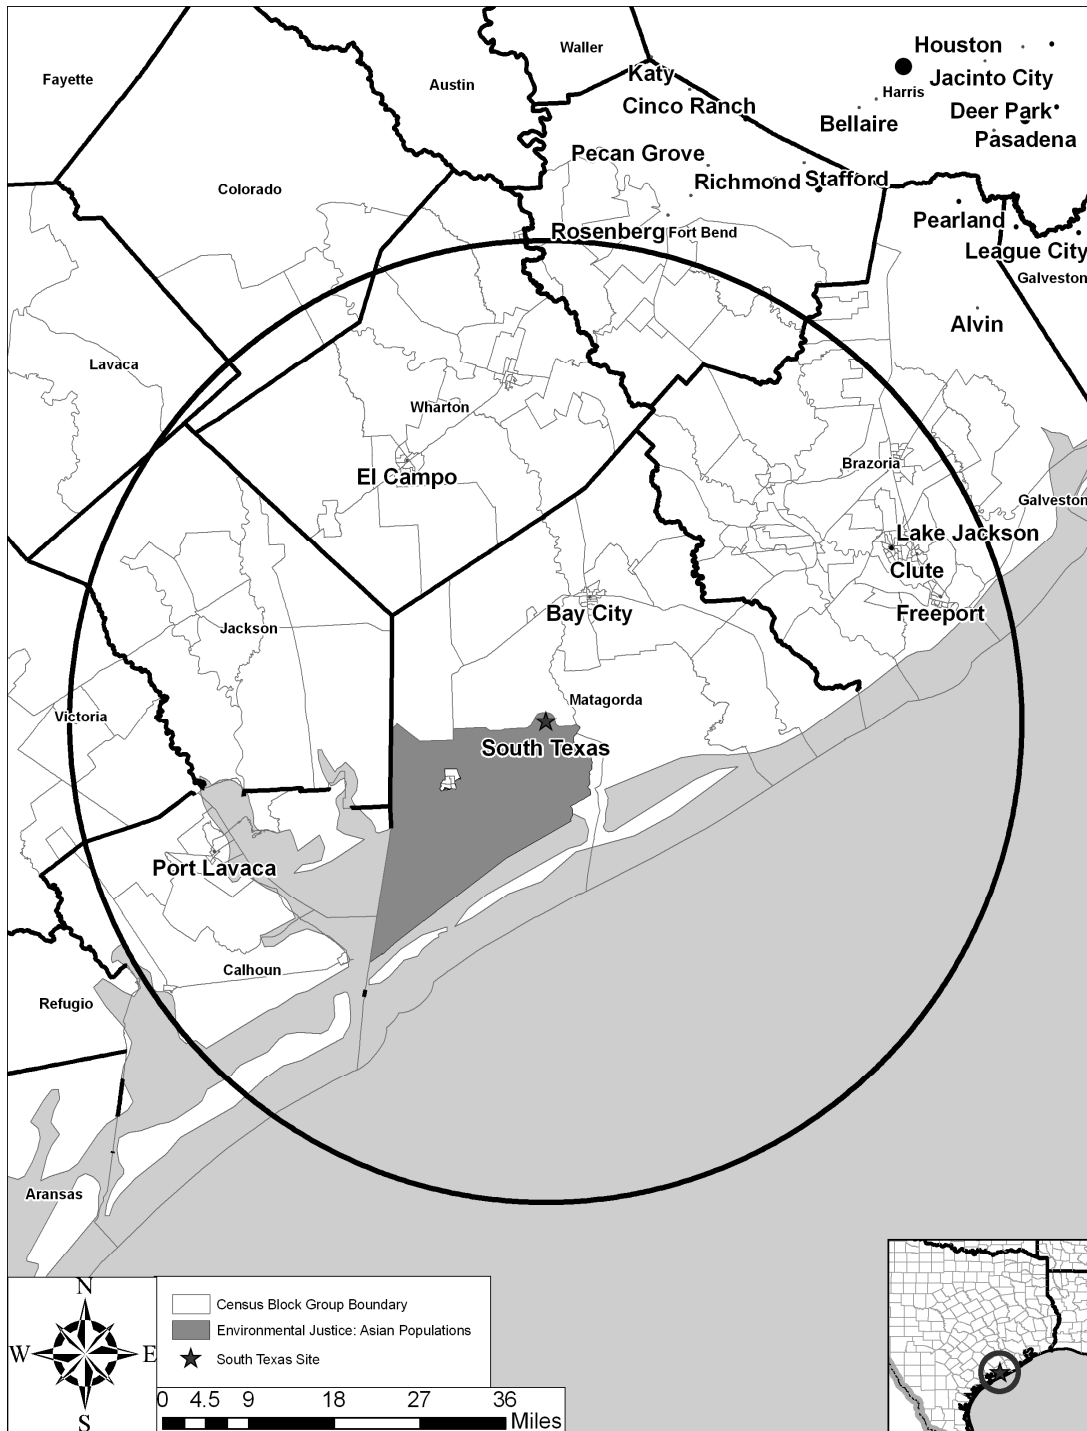 Houston
Waller
Katy
Jacinto City
Fayette
Austin
Harris
Cinco Ranch
Deer Park
Bellaire
Pasadena
Pecan Grove
Richmond
Stafford
Colorado
Pearland
Rosenberg
Fort Bend
League City
Galveston
Alvin
Lavaca
Wharton
Brazoria
El Campo
Galveston
Lake Jackson
Clute
Bay City
Freeport
Jackson
Matagorda
Victoria
South Texas
Port Lavaca
Calhoun
Refugio
Aransas
N
W
E
S
Census Block Group Boundary
Environmental Justice: Asian Populations
South Texas Site
0 4.5 9 18 27 36
Miles